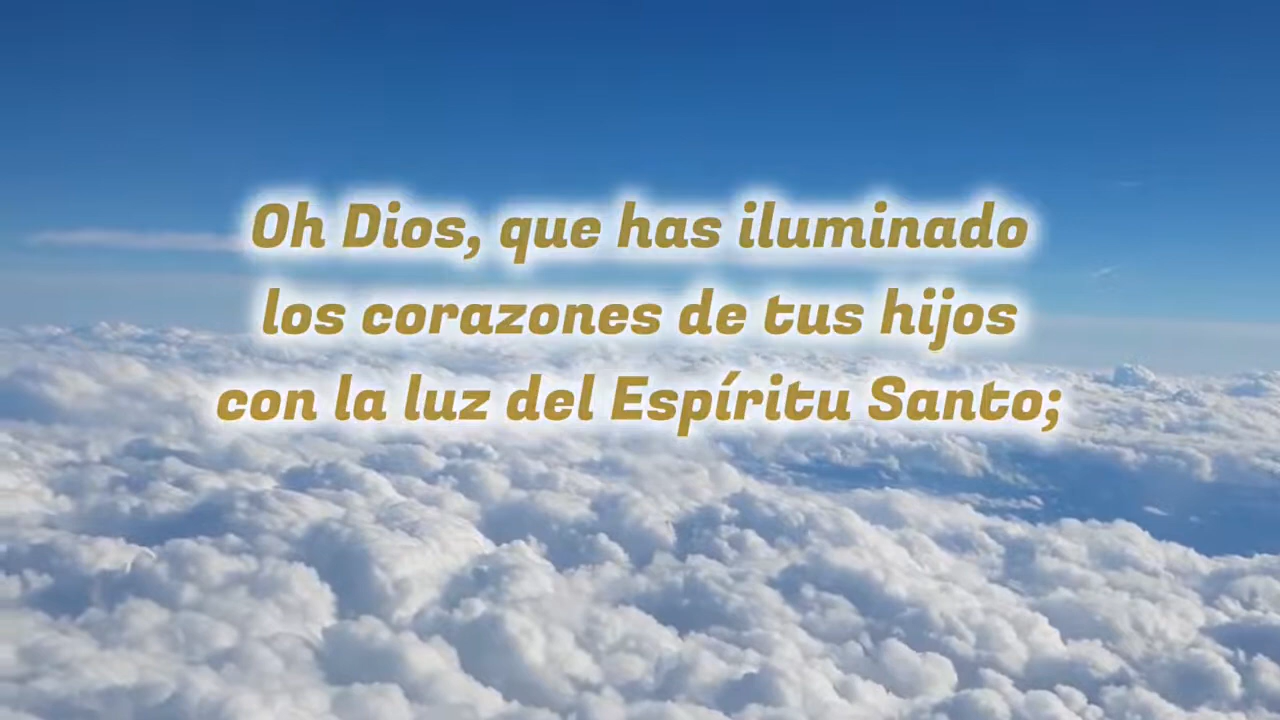 Oh Dios, que has iluminado
los corazones de tus hijos
con la luz del Espíritu Santo;